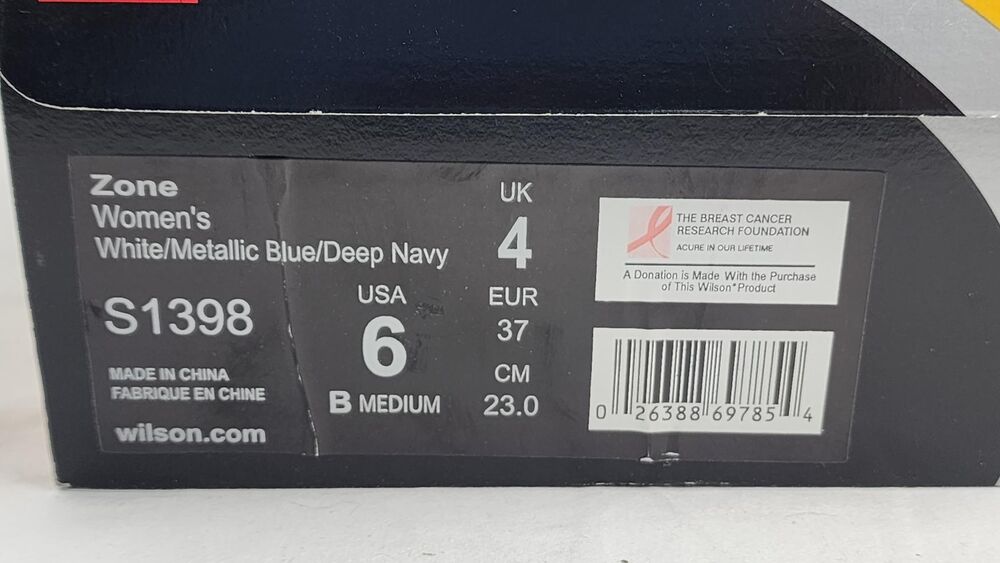 Zone
Women's
White/Metallic Blue/Deep Navy
S1398
MADE IN CHINA
FABRIQUE EN CHINE
wilson.com
USA
6
B MEDIUM
UK
4
EUR
37
CM
23.0
THE BREAST CANCER
RESEARCH FOUNDATION
A CURE IN OUR LIFETIME
A Donation is Made With the Purchase
of This Wilson* Product
0 26388 69785 4